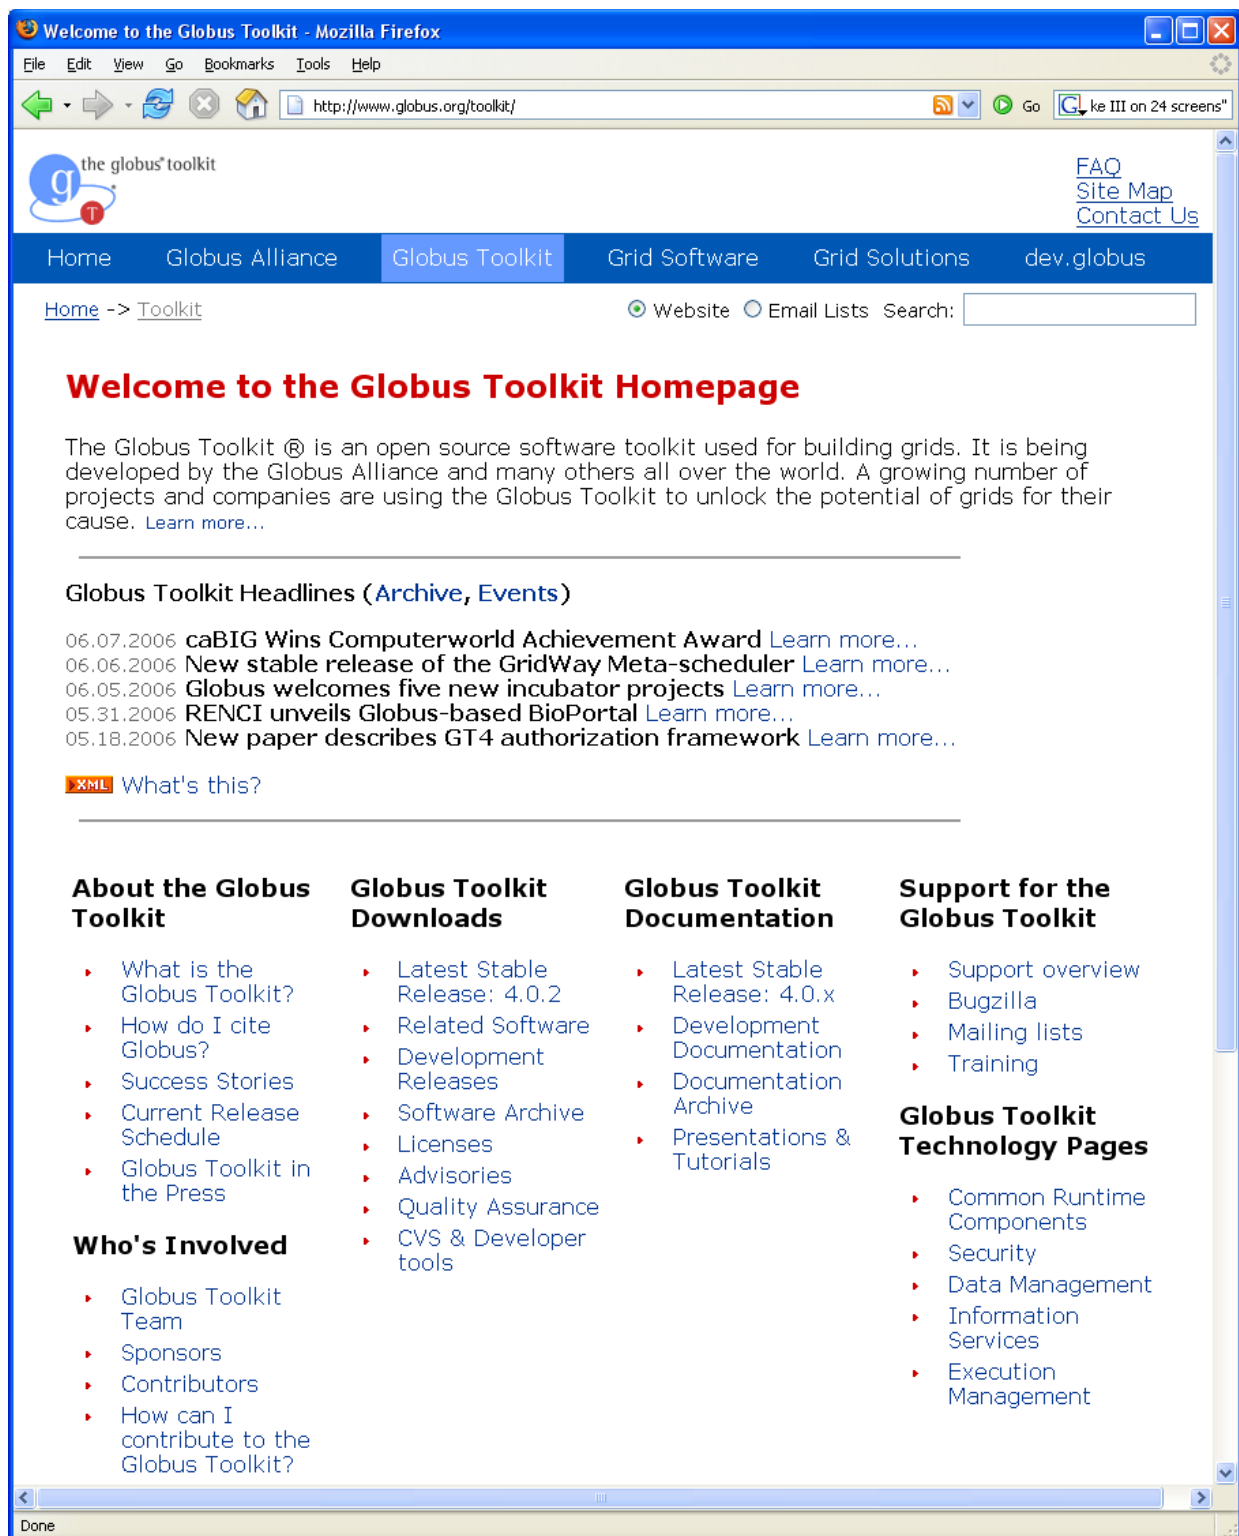 Welcome to the Globus Toolkit - Mozilla Firefox
File Edit View Go Bookmarks Tools Help
http://www.globus.org/toolkit/ Go G ke III on 24 screens"
the globus® toolkit
g
T
FAQ
Site Map
Contact Us
Home Globus Alliance Globus Toolkit Grid Software Grid Solutions dev.globus
Home -> Toolkit Website Email Lists Search:
Welcome to the Globus Toolkit Homepage
The Globus Toolkit ® is an open source software toolkit used for building grids. It is being
developed by the Globus Alliance and many others all over the world. A growing number of
projects and companies are using the Globus Toolkit to unlock the potential of grids for their
cause. Learn more...
Globus Toolkit Headlines (Archive, Events)
06.07.2006 caBIG Wins Computerworld Achievement Award Learn more...
06.06.2006 New stable release of the GridWay Meta-scheduler Learn more...
06.05.2006 Globus welcomes five new incubator projects Learn more...
05.31.2006 RENCI unveils Globus-based BioPortal Learn more...
05.18.2006 New paper describes GT4 authorization framework Learn more...
XML What's this?
About the Globus
Toolkit
What is the
Globus Toolkit?
How do I cite
Globus?
Success Stories
Current Release
Schedule
Globus Toolkit in
the Press
Who's Involved
Globus Toolkit
Team
Sponsors
Contributors
How can I
contribute to the
Globus Toolkit?
Globus Toolkit
Downloads
Latest Stable
Release: 4.0.2
Related Software
Development
Releases
Software Archive
Licenses
Advisories
Quality Assurance
CVS & Developer
tools
Globus Toolkit
Documentation
Latest Stable
Release: 4.0.x
Development
Documentation
Documentation
Archive
Presentations &
Tutorials
Support for the
Globus Toolkit
Support overview
Bugzilla
Mailing lists
Training
Globus Toolkit
Technology Pages
Common Runtime
Components
Security
Data Management
Information
Services
Execution
Management
Done